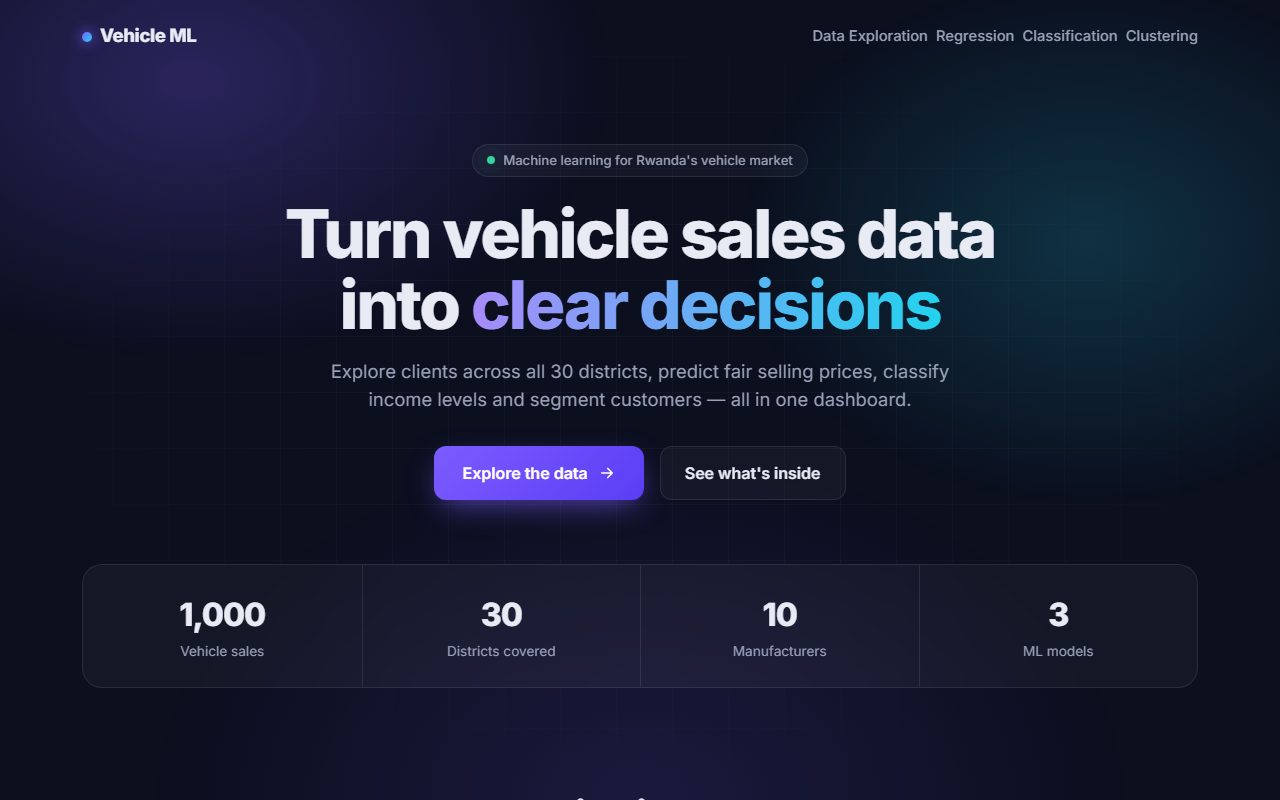 Vehicle ML
Data Exploration Regression Classification Clustering
Machine learning for Rwanda's vehicle market
Turn vehicle sales data
into clear decisions
Explore clients across all 30 districts, predict fair selling prices, classify
income levels and segment customers — all in one dashboard.
Explore the data →
See what's inside
1,000
Vehicle sales
30
Districts covered
10
Manufacturers
3
ML models